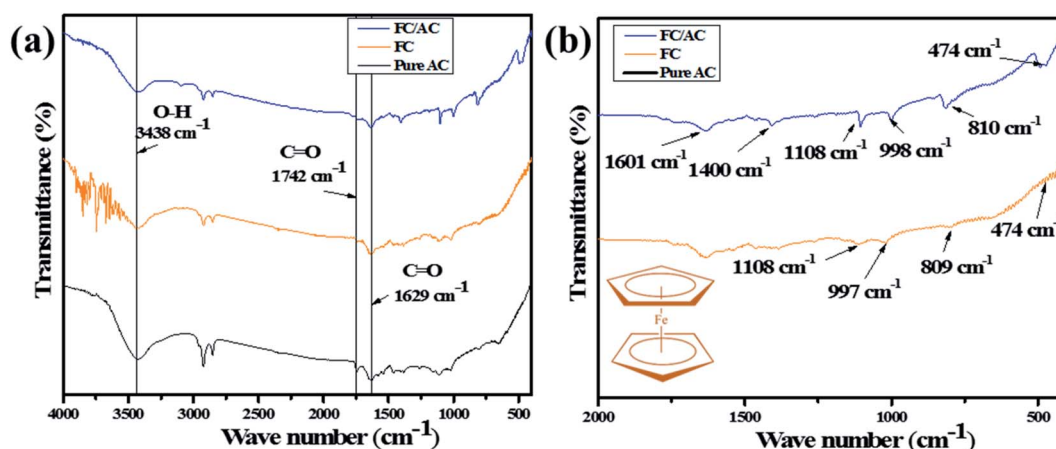 (a)
FC/AC
FC
Pure AC
O-H
3438 cm⁻¹
C=O
1742 cm⁻¹
C=O
1629 cm⁻¹
Transmittance (%)
4000 3500 3000 2500 2000 1500 1000 500
Wave number (cm⁻¹)
(b)
FC/AC
FC
Pure AC
474 cm⁻¹
1601 cm⁻¹
1400 cm⁻¹
1108 cm⁻¹
998 cm⁻¹
810 cm⁻¹
1108 cm⁻¹
997 cm⁻¹
809 cm⁻¹
474 cm⁻¹
Fe
Transmittance (%)
2000 1500 1000 500
Wave number (cm⁻¹)